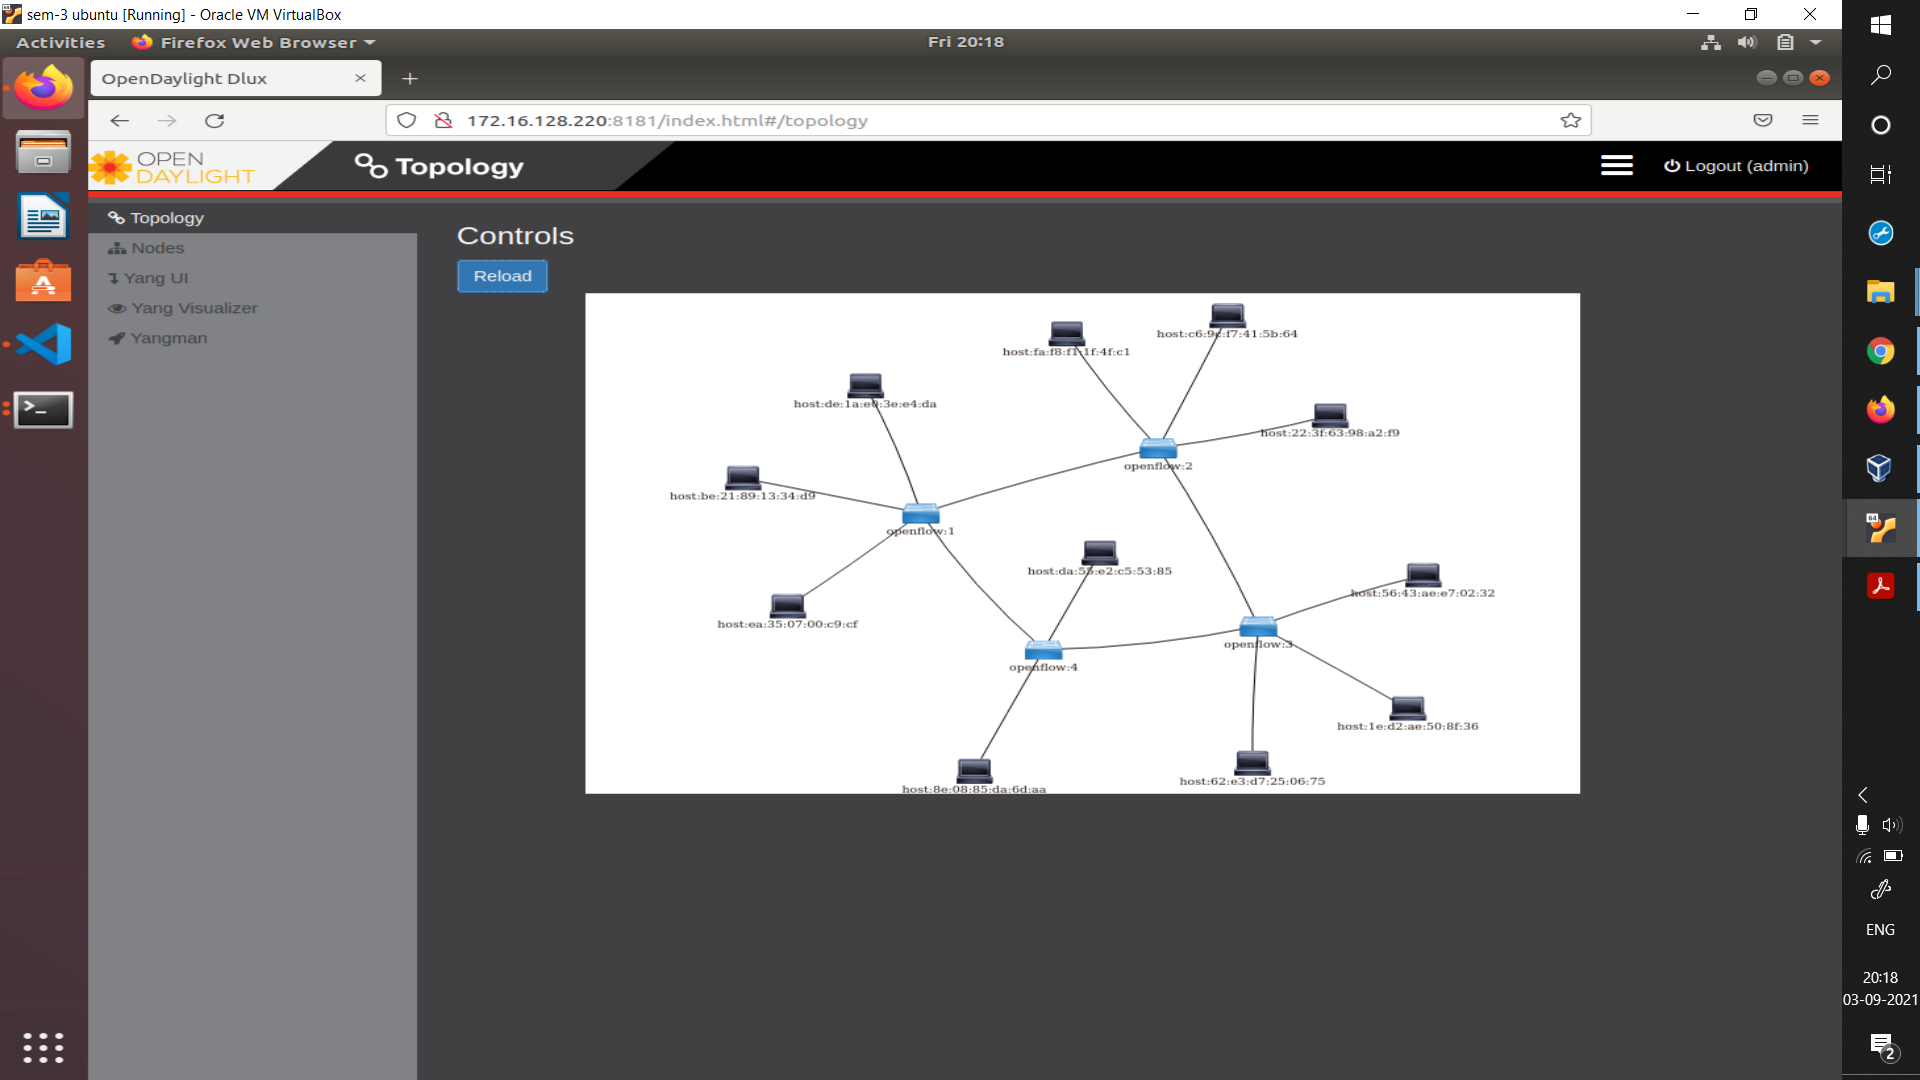 sem-3 ubuntu [Running] - Oracle VM VirtualBox
Activities
Firefox Web Browser
Fri 20:18
OpenDaylight Dlux
172.16.128.220:8181/index.html#/topology
OPEN
DAYLIGHT
Topology
Logout (admin)
Topology
Nodes
Yang UI
Yang Visualizer
Yangman
Controls
Reload
host:c6:9c:f7:41:5b:64
host:fa:f8:f1:1f:4f:c1
host:de:1a:e0:3e:e4:da
host:22:3f:63:98:a2:f9
openflow:2
host:be:21:89:13:34:d9
openflow:1
host:da:55:e2:c5:53:85
host:56:43:ae:e7:02:32
host:ea:35:07:00:c9:cf
openflow:3
openflow:4
host:1e:d2:ae:50:8f:36
host:62:e3:d7:25:06:75
host:8e:08:85:da:6d:aa
64
ENG
20:18
03-09-2021
2